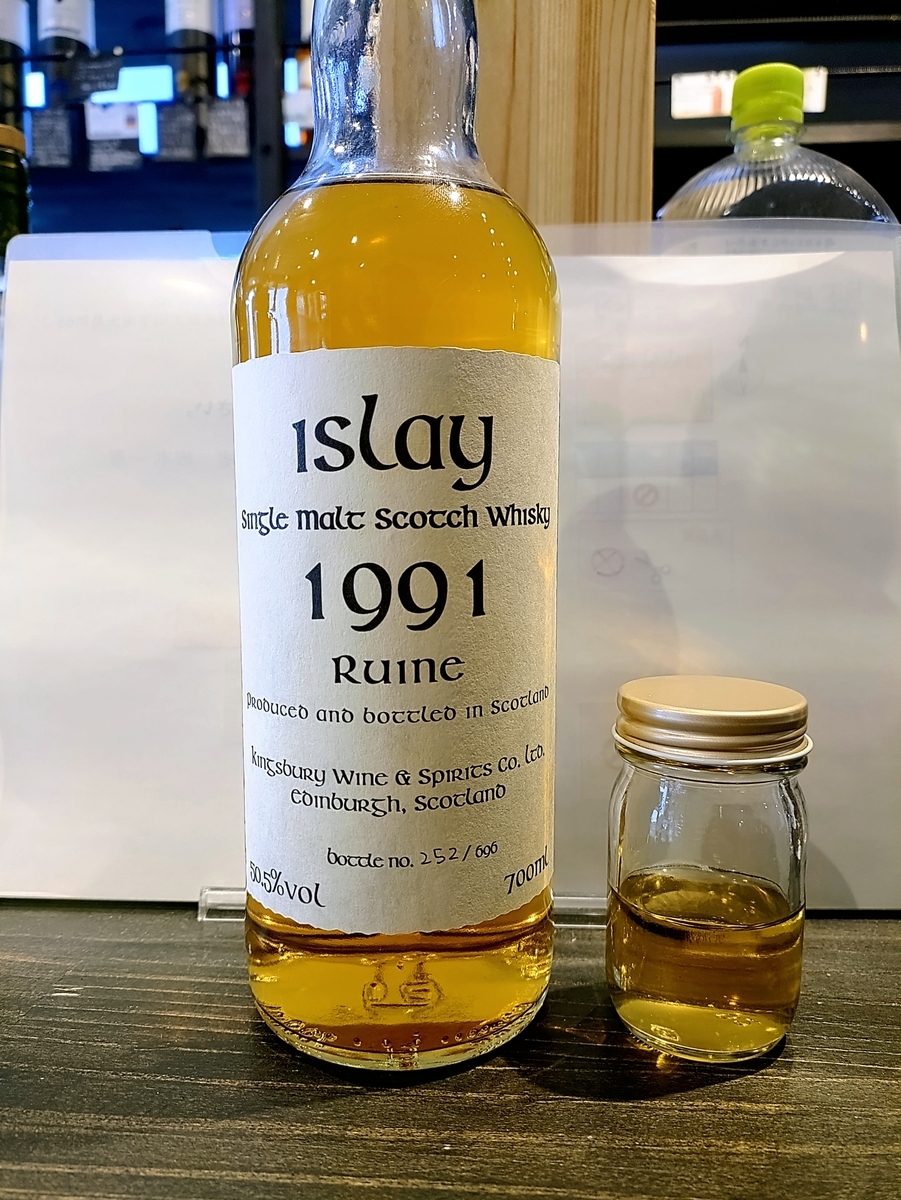 Islay
Single Malt Scotch Whisky
1991
Ruine
Produced and bottled in Scotland
Kingsbury Wine & Spirits Co. Ltd.
Edinburgh, Scotland
bottle no. 252 / 696
50.5%vol
700ml